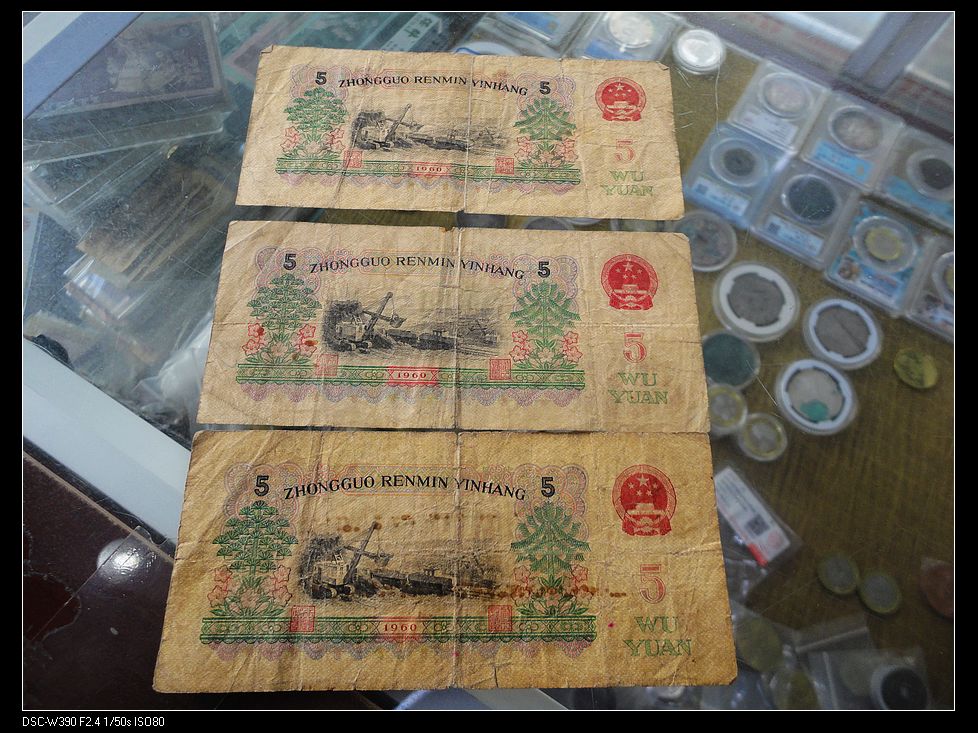 5 ZHONGGUO RENMIN YINHANG 5
5
1960
WU
YUAN
5 ZHONGGUO RENMIN YINHANG 5
5
1960
WU
YUAN
5 ZHONGGUO RENMIN YINHANG 5
5
1960
WU
YUAN
DSC-W390 F2.4 1/50s ISO80